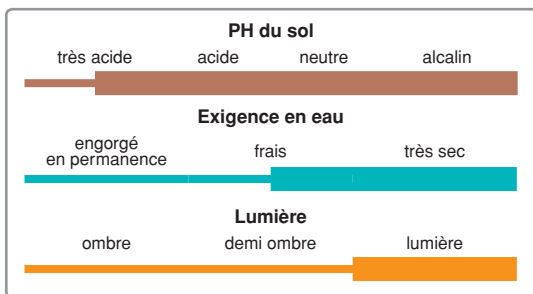 PH du sol
très acide acide neutre alcalin
Exigence en eau
engorgé
en permanence frais très sec
Lumière
ombre demi ombre lumière